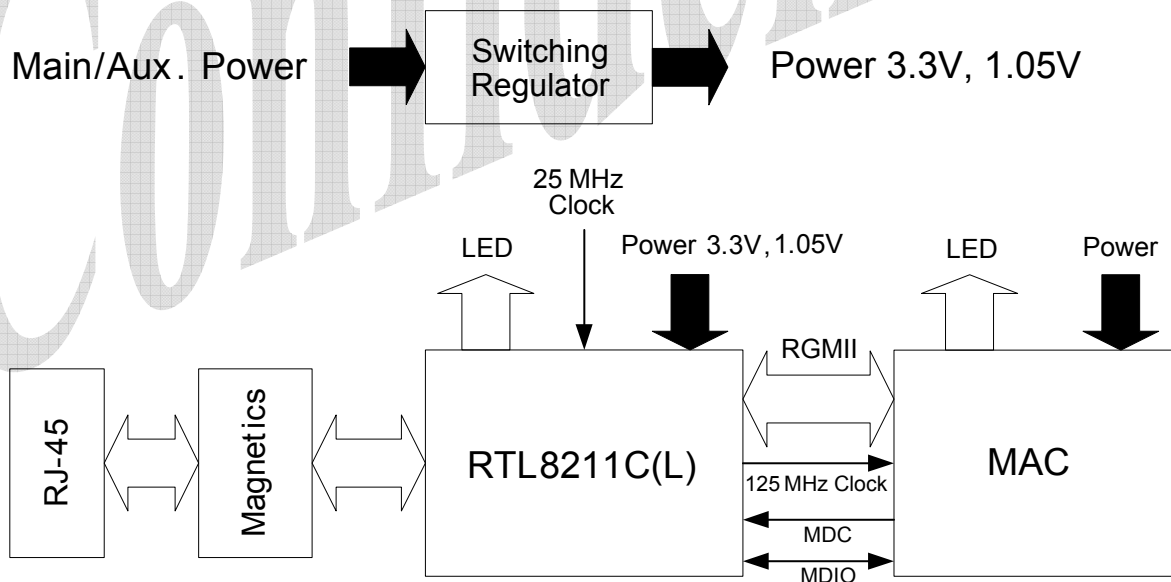 Main/Aux. Power
Switching
Regulator
Power 3.3V, 1.05V
25 MHz
Clock
LED
Power 3.3V, 1.05V
LED
Power
RGMII
RJ-45
Magnetics
RTL8211C(L)
MAC
125 MHz Clock
MDC
MDIO